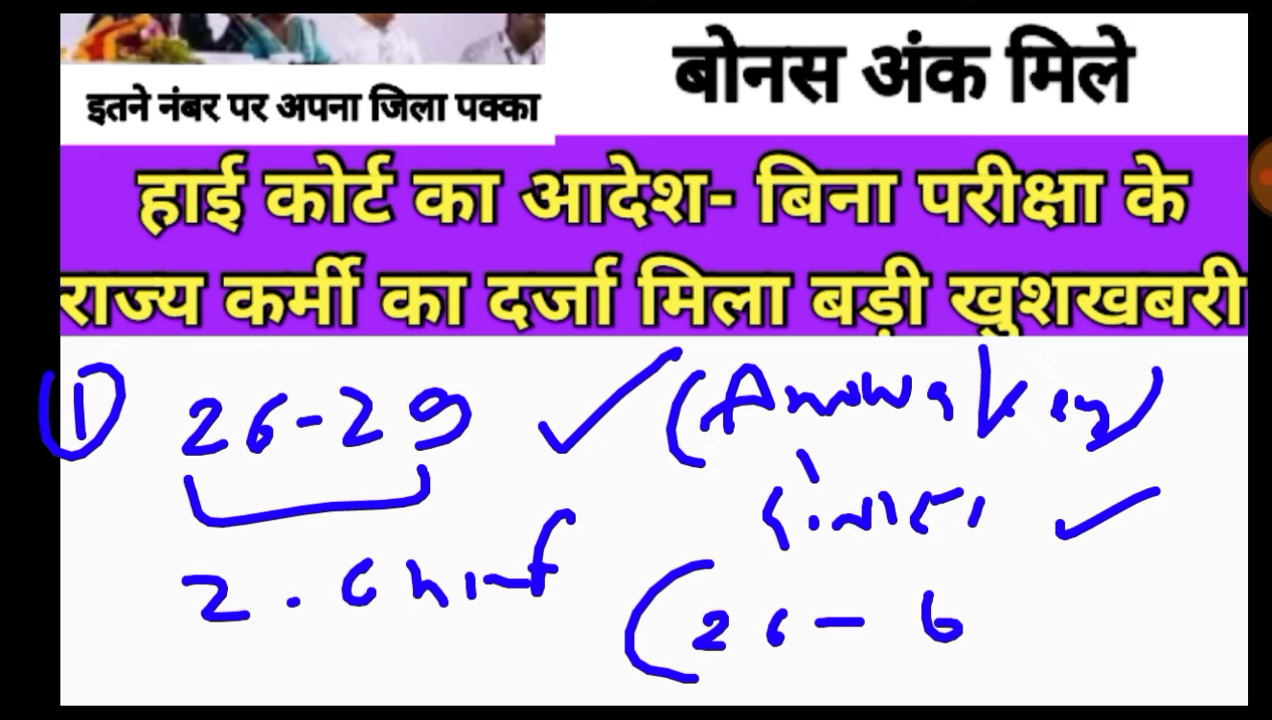 बोनस अंक मिले
इतने नंबर पर अपना जिला पक्का
हाई कोर्ट का आदेश- बिना परीक्षा के
राज्य कर्मी का दर्जा मिला बड़ी खुशखबरी
① 26-29 (Answer key)
2.
(26-6